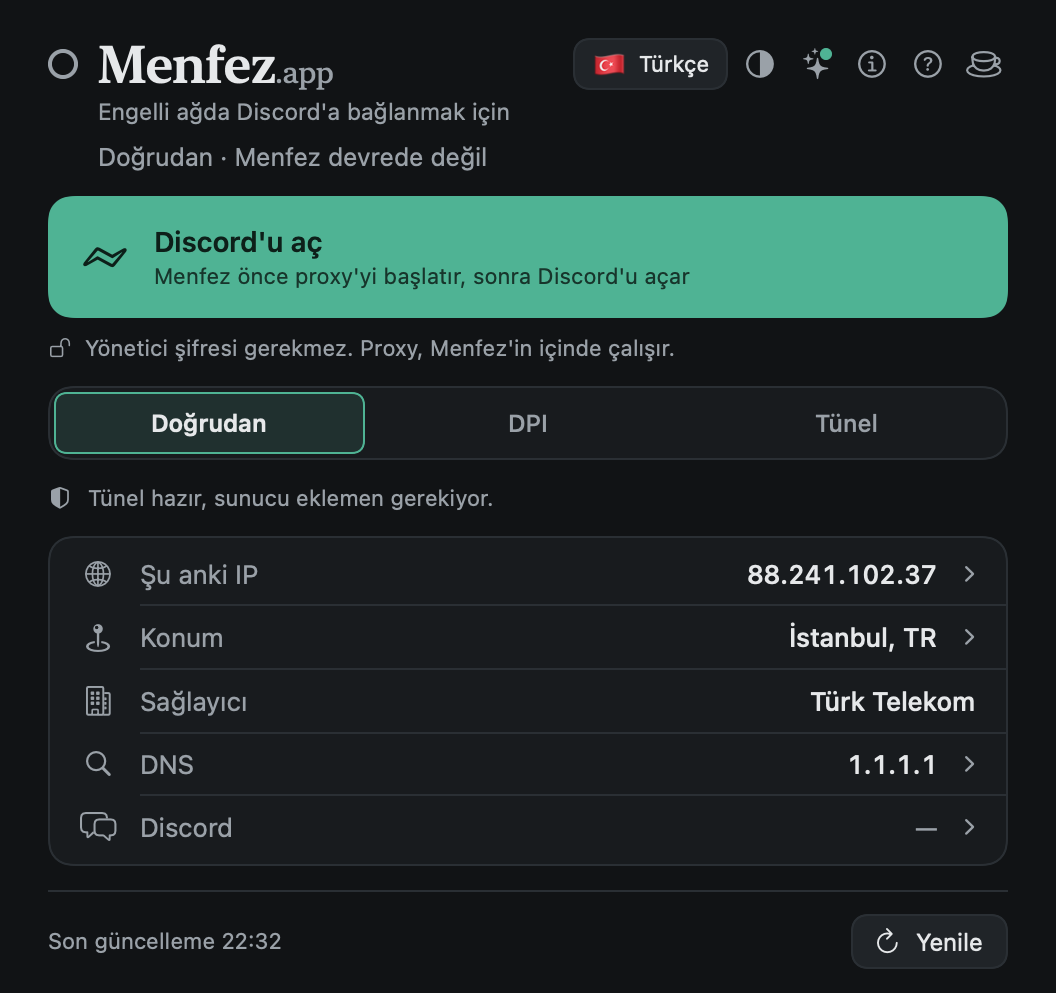 Menfez.app
Türkçe
Engelli ağda Discord'a bağlanmak için
Doğrudan · Menfez devrede değil
Discord'u aç
Menfez önce proxy'yi başlatır, sonra Discord'u açar
Yönetici şifresi gerekmez. Proxy, Menfez'in içinde çalışır.
Doğrudan DPI Tünel
Tünel hazır, sunucu eklemen gerekiyor.
Şu anki IP 88.241.102.37
Konum İstanbul, TR
Sağlayıcı Türk Telekom
DNS 1.1.1.1
Discord —
Son güncelleme 22:32 Yenile